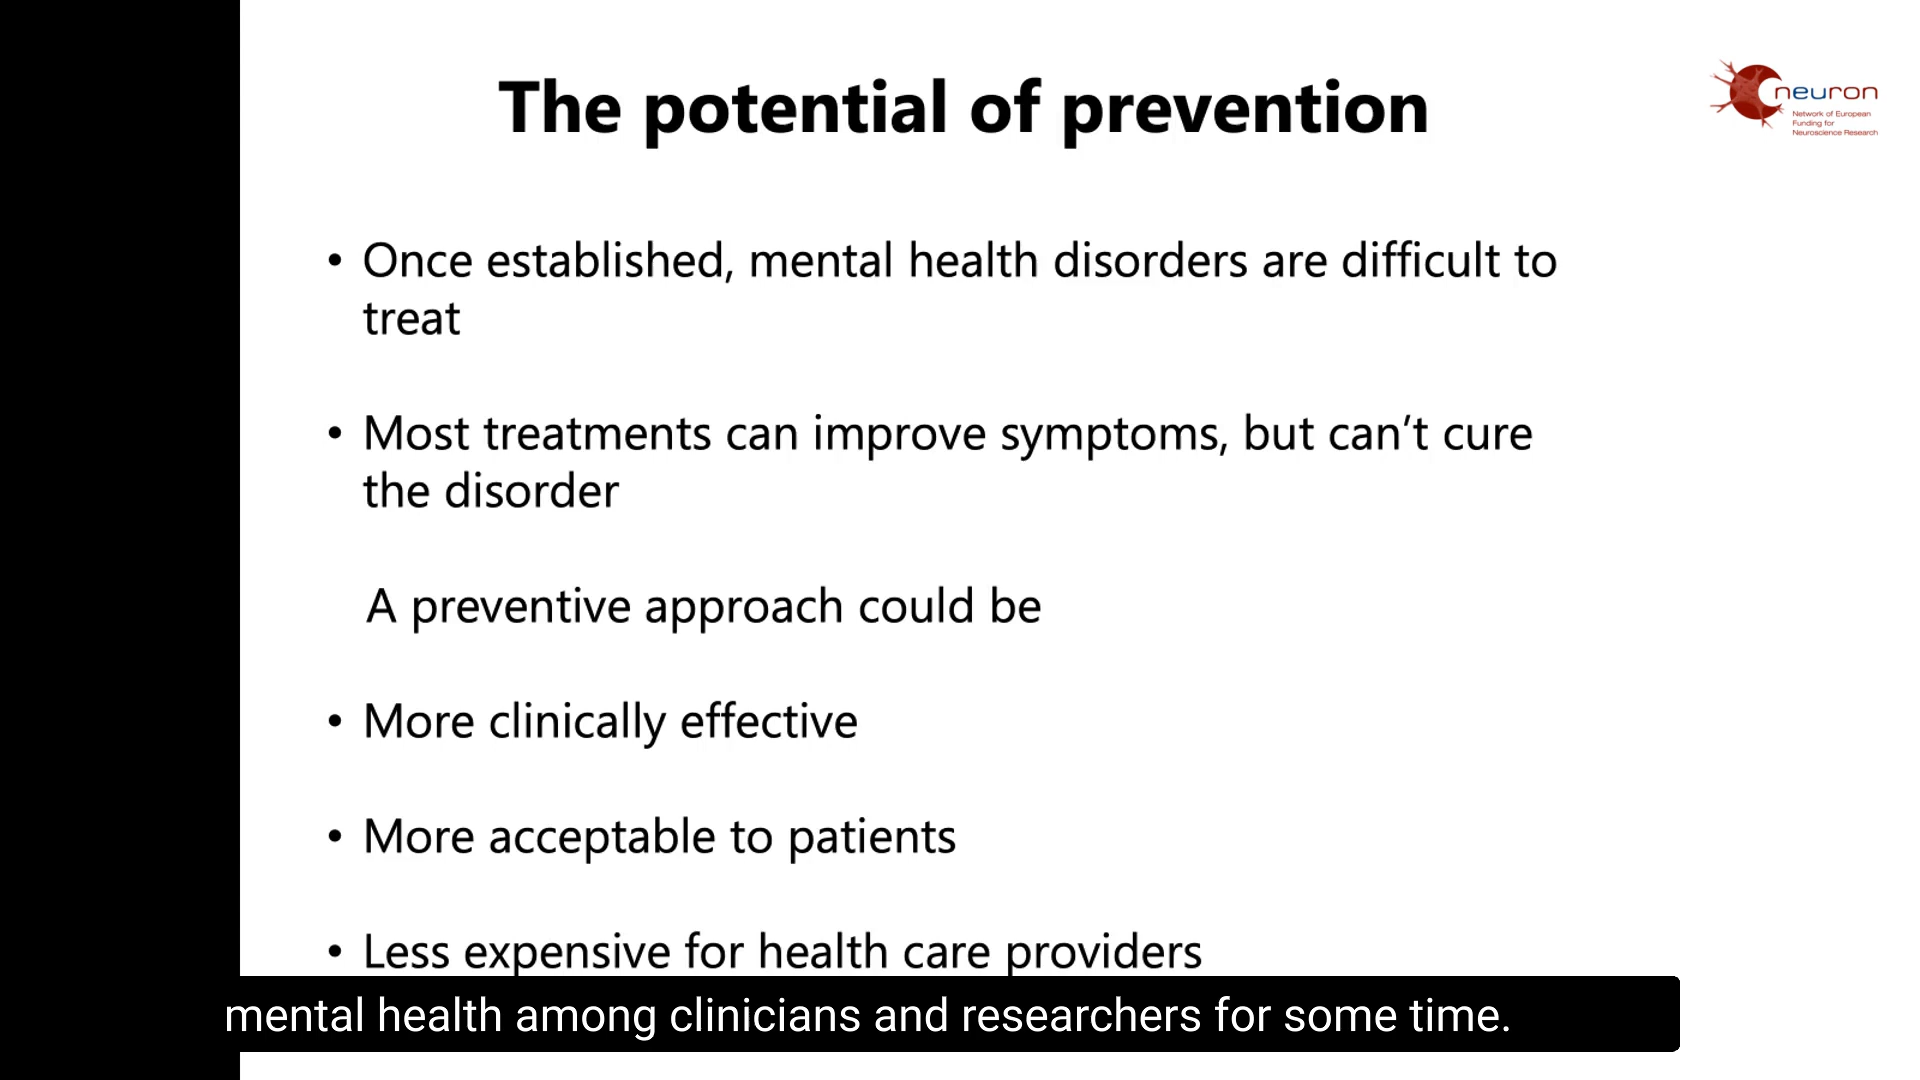 The potential of prevention
neuron
Network of European
Funding for
Neuroscience Research
• Once established, mental health disorders are difficult to
treat
• Most treatments can improve symptoms, but can’t cure
the disorder
A preventive approach could be
• More clinically effective
• More acceptable to patients
• Less expensive for health care providers
mental health among clinicians and researchers for some time.